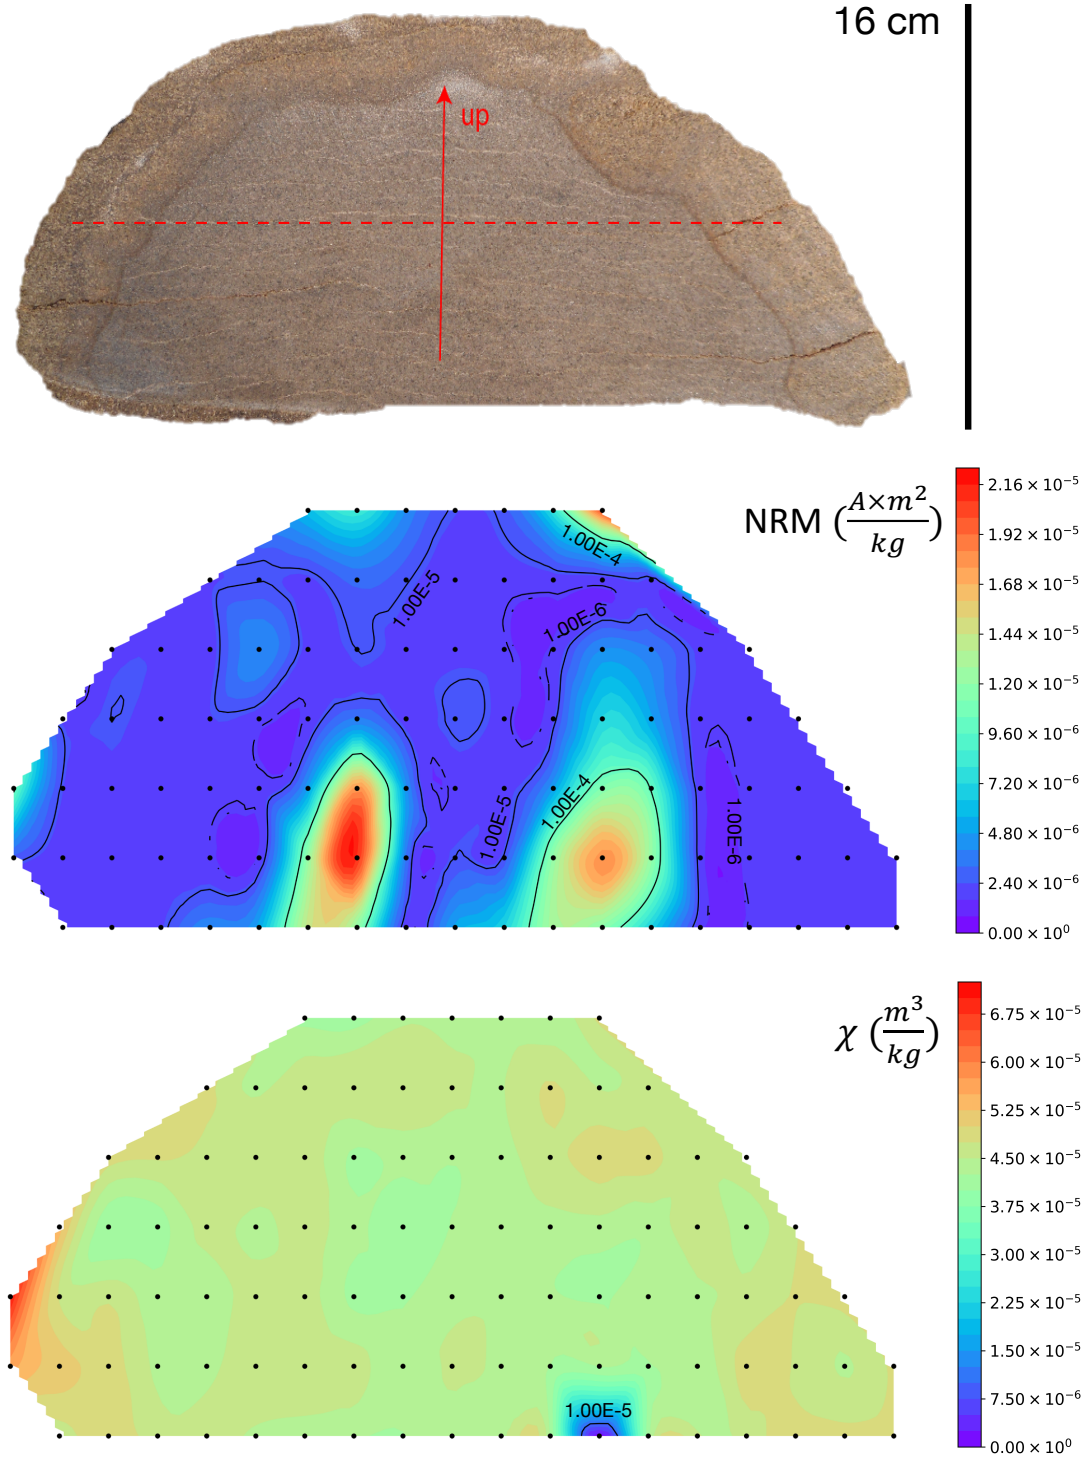 16 cm
up
NRM (A×m²/kg)
1.00E-4
1.00E-5
1.00E-6
1.00E-4
1.00E-5
1.00E-6
2.16 × 10⁻⁵
1.92 × 10⁻⁵
1.68 × 10⁻⁵
1.44 × 10⁻⁵
1.20 × 10⁻⁵
9.60 × 10⁻⁶
7.20 × 10⁻⁶
4.80 × 10⁻⁶
2.40 × 10⁻⁶
0.00 × 10⁰
χ (m³/kg)
1.00E-5
6.75 × 10⁻⁵
6.00 × 10⁻⁵
5.25 × 10⁻⁵
4.50 × 10⁻⁵
3.75 × 10⁻⁵
3.00 × 10⁻⁵
2.25 × 10⁻⁵
1.50 × 10⁻⁵
7.50 × 10⁻⁶
0.00 × 10⁰